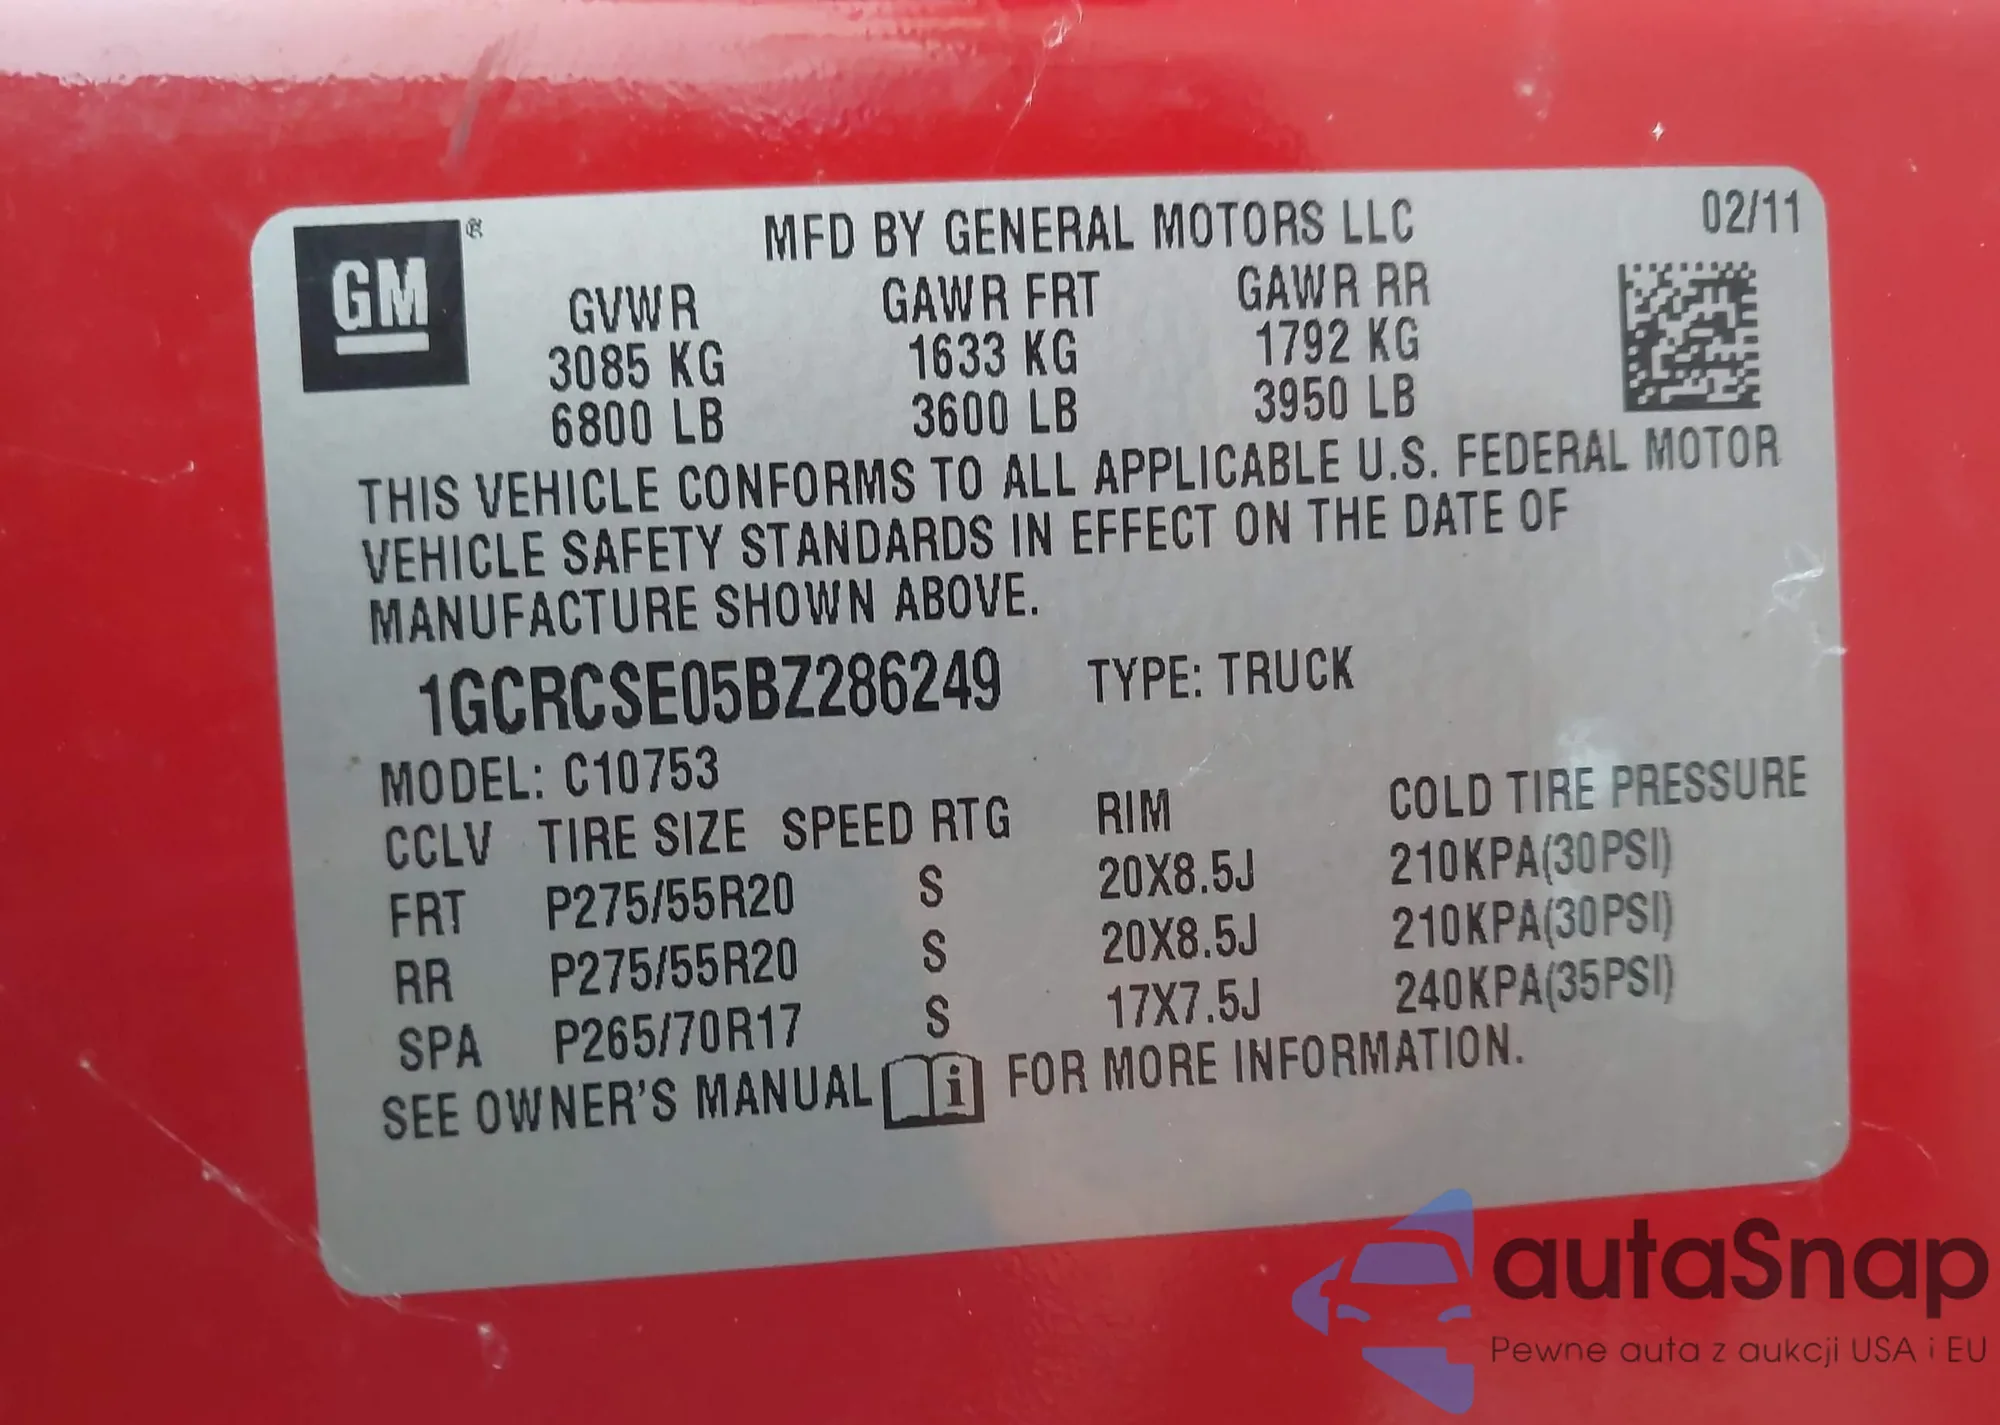 GM®
MFD BY GENERAL MOTORS LLC 02/11
GVWR GAWR FRT GAWR RR
3085 KG 1633 KG 1792 KG
6800 LB 3600 LB 3950 LB
THIS VEHICLE CONFORMS TO ALL APPLICABLE U.S. FEDERAL MOTOR
VEHICLE SAFETY STANDARDS IN EFFECT ON THE DATE OF
MANUFACTURE SHOWN ABOVE.
1GCRCSE05BZ286249 TYPE: TRUCK
MODEL: C10753
CCLV TIRE SIZE SPEED RTG RIM COLD TIRE PRESSURE
FRT P275/55R20 S 20X8.5J 210KPA(30PSI)
RR P275/55R20 S 20X8.5J 210KPA(30PSI)
SPA P265/70R17 S 17X7.5J 240KPA(35PSI)
SEE OWNER'S MANUAL i FOR MORE INFORMATION.
autaSnap
Pewne auta z aukcji USA i EU